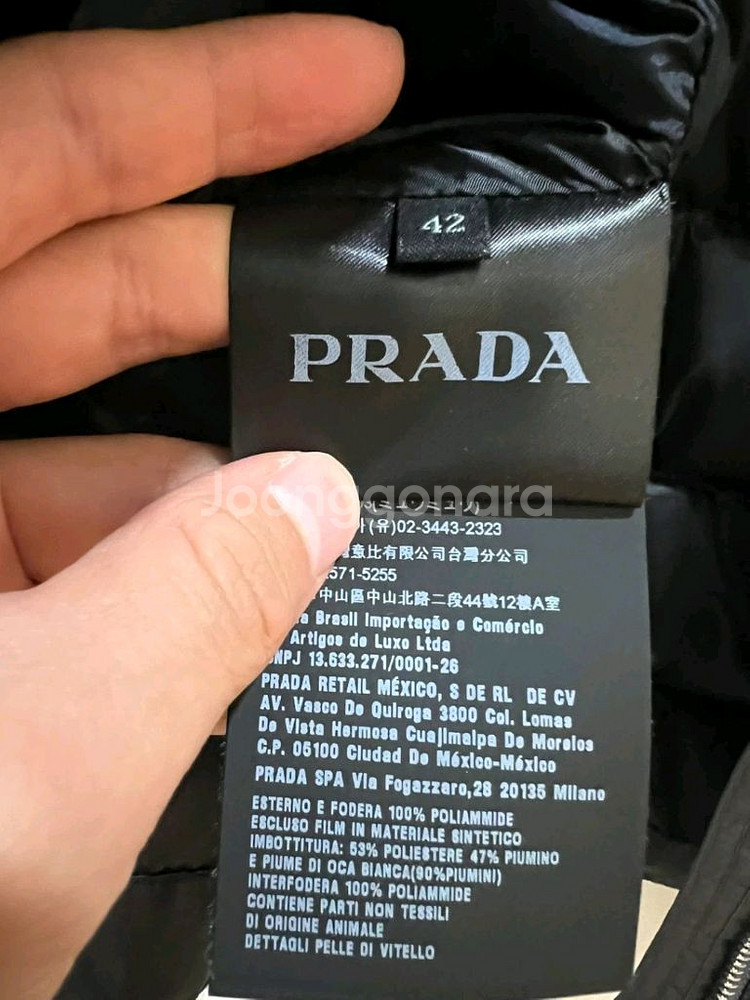 42
PRADA
Joonggonara
(ミュウミュウ)
(유)02-3443-2323
意比有限公司台灣分公司
571-5255
中山區中山北路二段44號12樓A室
Brasil Importação e Comércio
Artigos de Luxo Ltda
NPJ 13.633.271/0001-26
PRADA RETAIL MÉXICO, S DE RL DE CV
AV. Vasco De Quiroga 3800 Col. Lomas
De Vista Hermosa Cuajimalpa De Morelos
C.P. 05100 Ciudad De México-México
PRADA SPA Via Fogazzaro,28 20135 Milano
ESTERNO E FODERA 100% POLIAMMIDE
ESCLUSO FILM IN MATERIALE SINTETICO
IMBOTTITURA: 53% POLIESTERE 47% PIUMINO
E PIUME DI OCA BIANCA(90%PIUMINI)
INTERFODERA 100% POLIAMMIDE
CONTIENE PARTI NON TESSILI
DI ORIGINE ANIMALE
DETTAGLI PELLE DI VITELLO